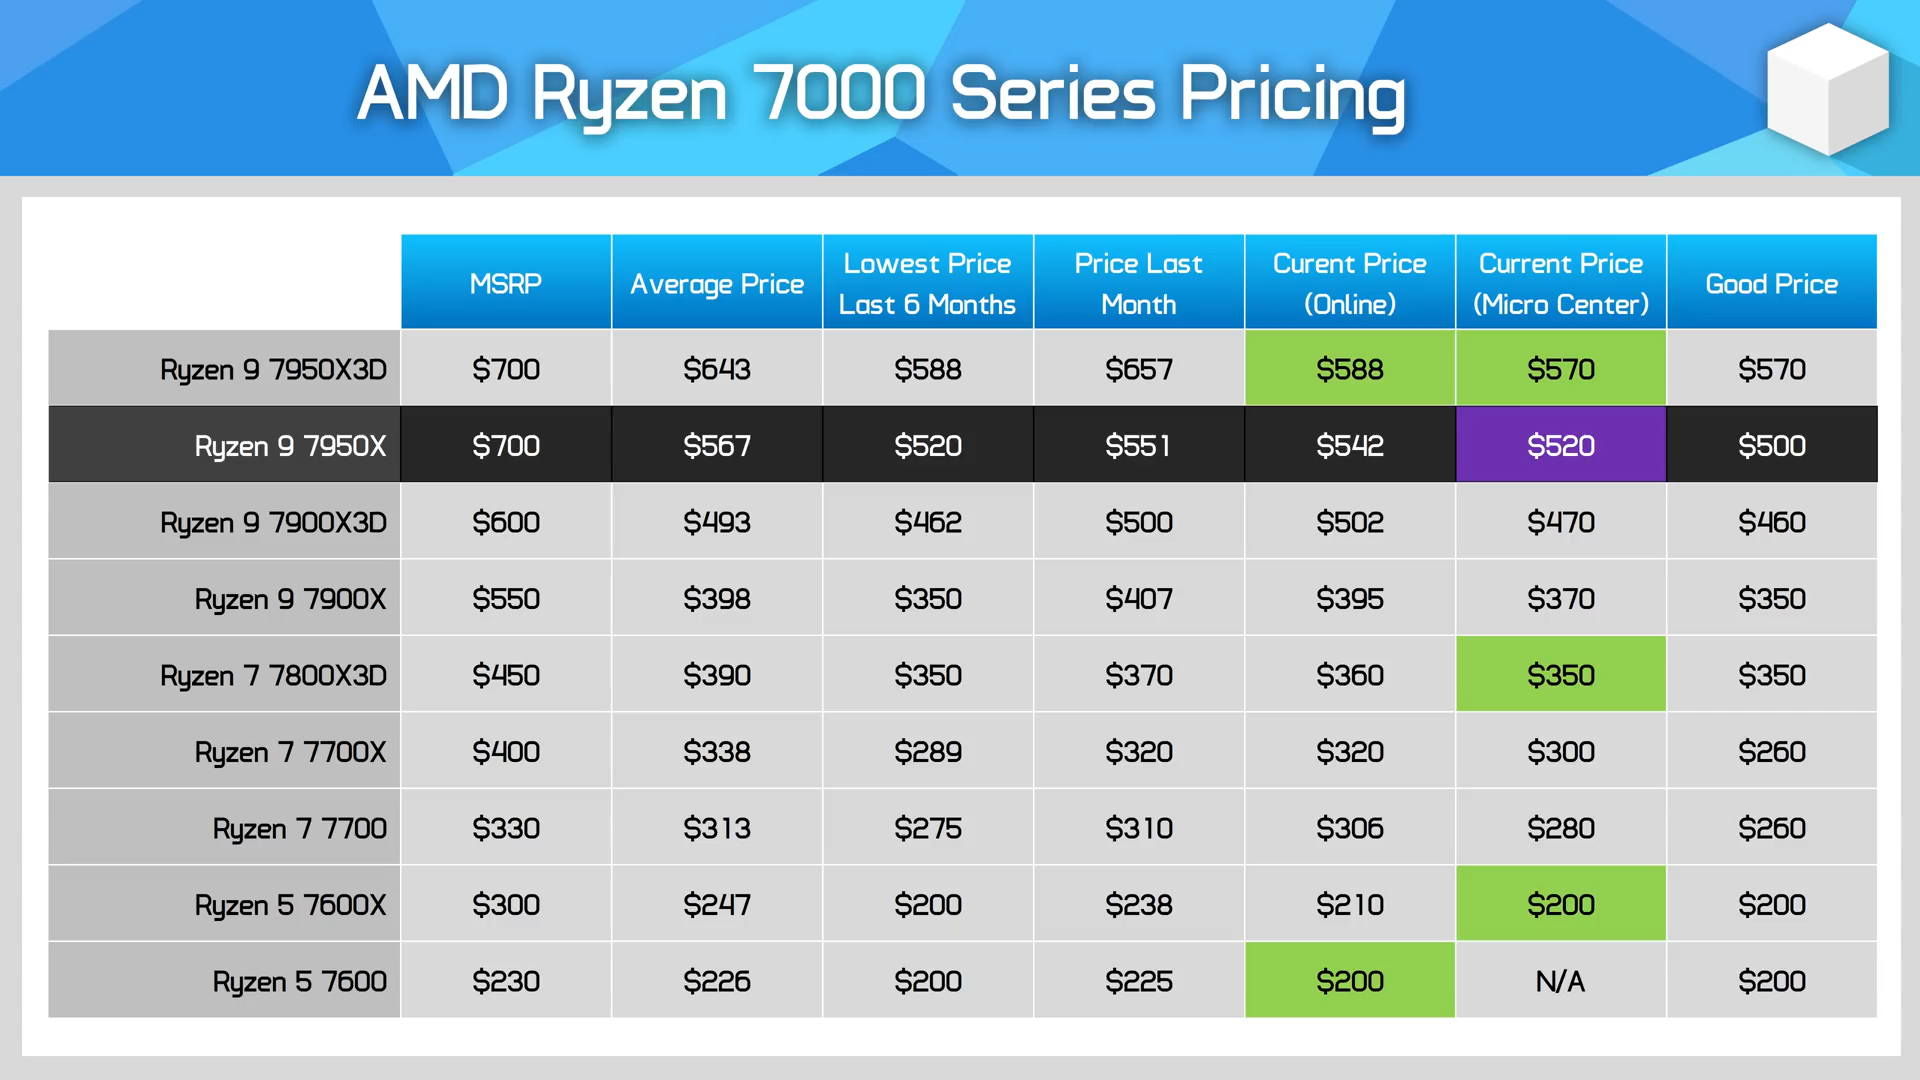 AMD Ryzen 7000 Series Pricing
MSRP Average Price Lowest Price Last 6 Months Price Last Month Curent Price (Online) Current Price (Micro Center) Good Price
Ryzen 9 7950X3D $700 $643 $588 $657 $588 $570 $570
Ryzen 9 7950X $700 $567 $520 $551 $542 $520 $500
Ryzen 9 7900X3D $600 $493 $462 $500 $502 $470 $460
Ryzen 9 7900X $550 $398 $350 $407 $395 $370 $350
Ryzen 7 7800X3D $450 $390 $350 $370 $360 $350 $350
Ryzen 7 7700X $400 $338 $289 $320 $320 $300 $260
Ryzen 7 7700 $330 $313 $275 $310 $306 $280 $260
Ryzen 5 7600X $300 $247 $200 $238 $210 $200 $200
Ryzen 5 7600 $230 $226 $200 $225 $200 N/A $200